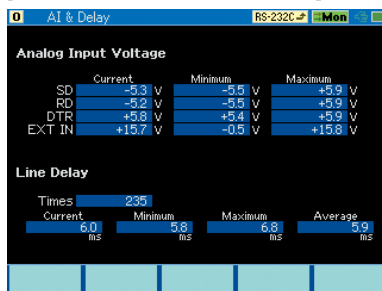 0 AI & Delay RS-232C Mon
Analog Input Voltage
Current Minimum Maximum
SD -5.3 V -5.5 V +5.9 V
RD -5.2 V -5.5 V +5.9 V
DTR +5.8 V +5.4 V +5.9 V
EXT IN +15.7 V -0.5 V +15.8 V
Line Delay
Times 235
Current Minimum Maximum Average
6.0 5.8 6.8 5.9
ms ms ms ms